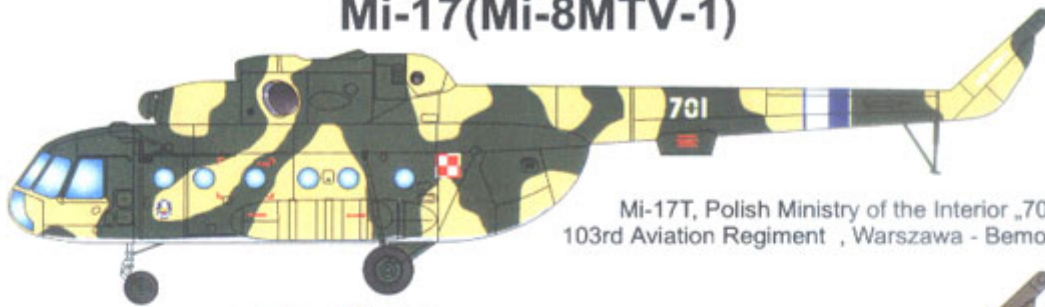 Mi-17(Mi-8MTV-1)
701
Mi-17T, Polish Ministry of the Interior „70
103rd Aviation Regiment , Warszawa - Bemo